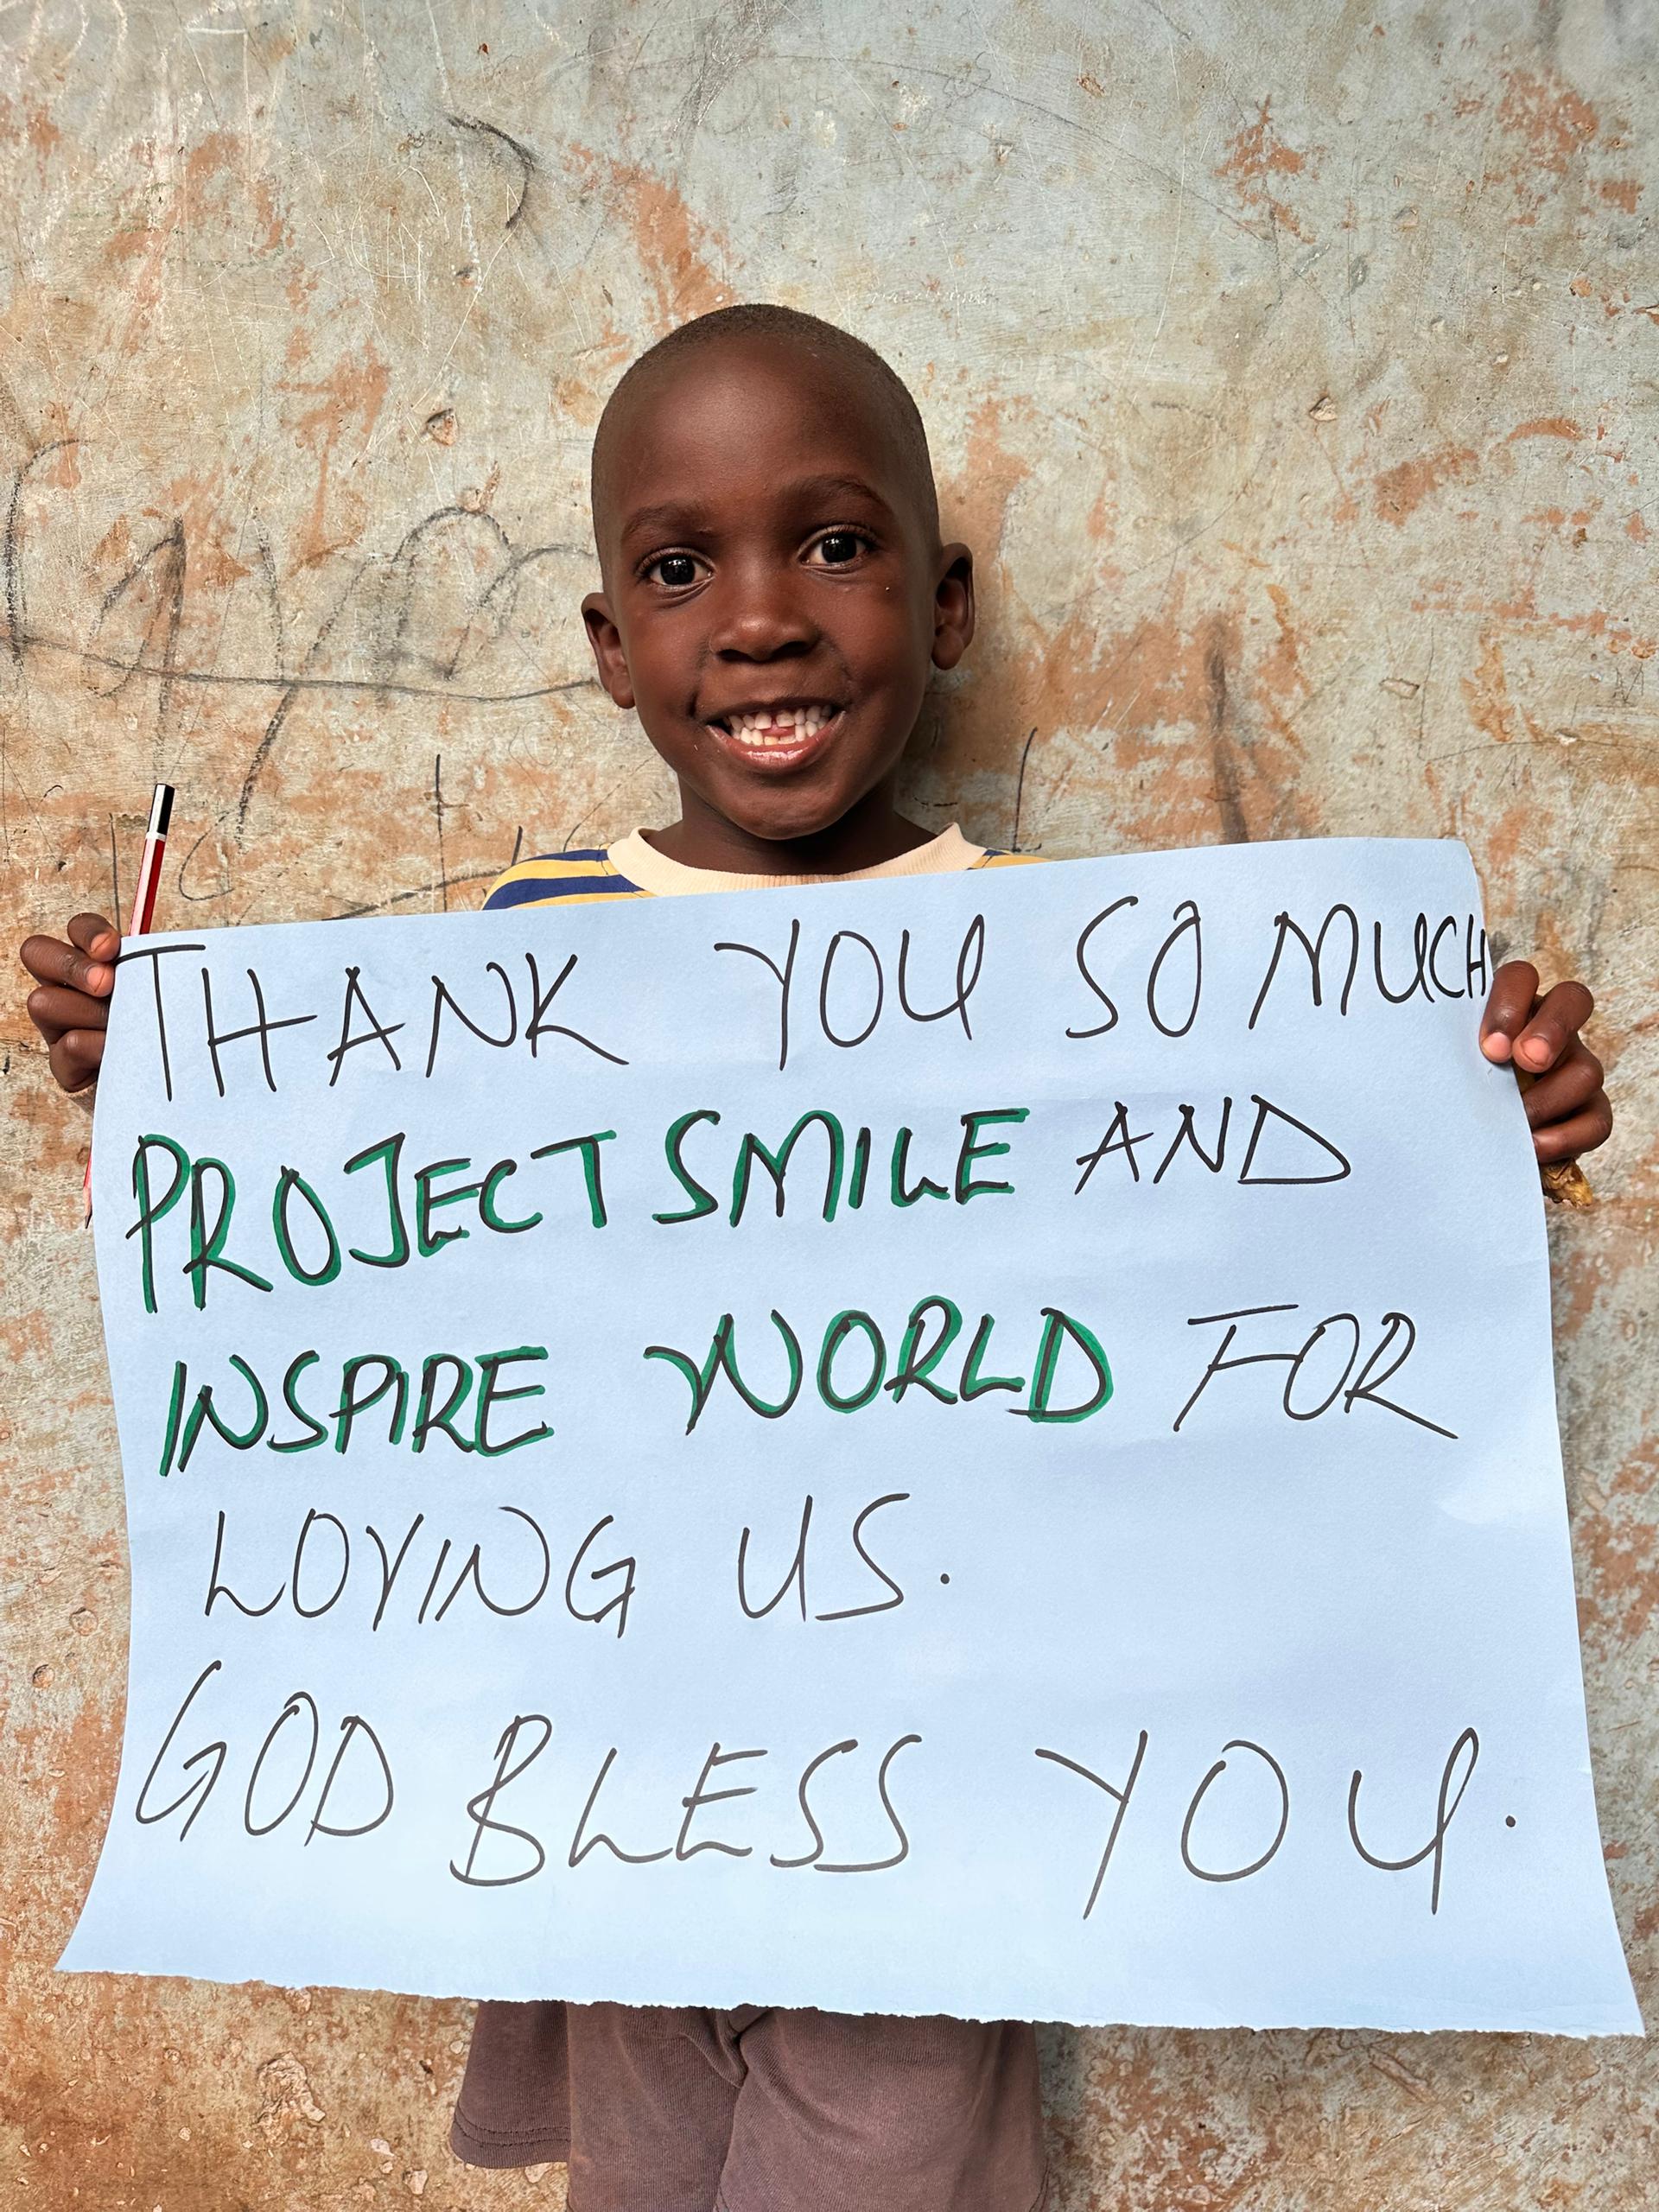 THANK YOU SO MUCH
PROJECT SMILE AND
INSPIRE WORLD FOR
LOVING US.
GOD BLESS YOU.